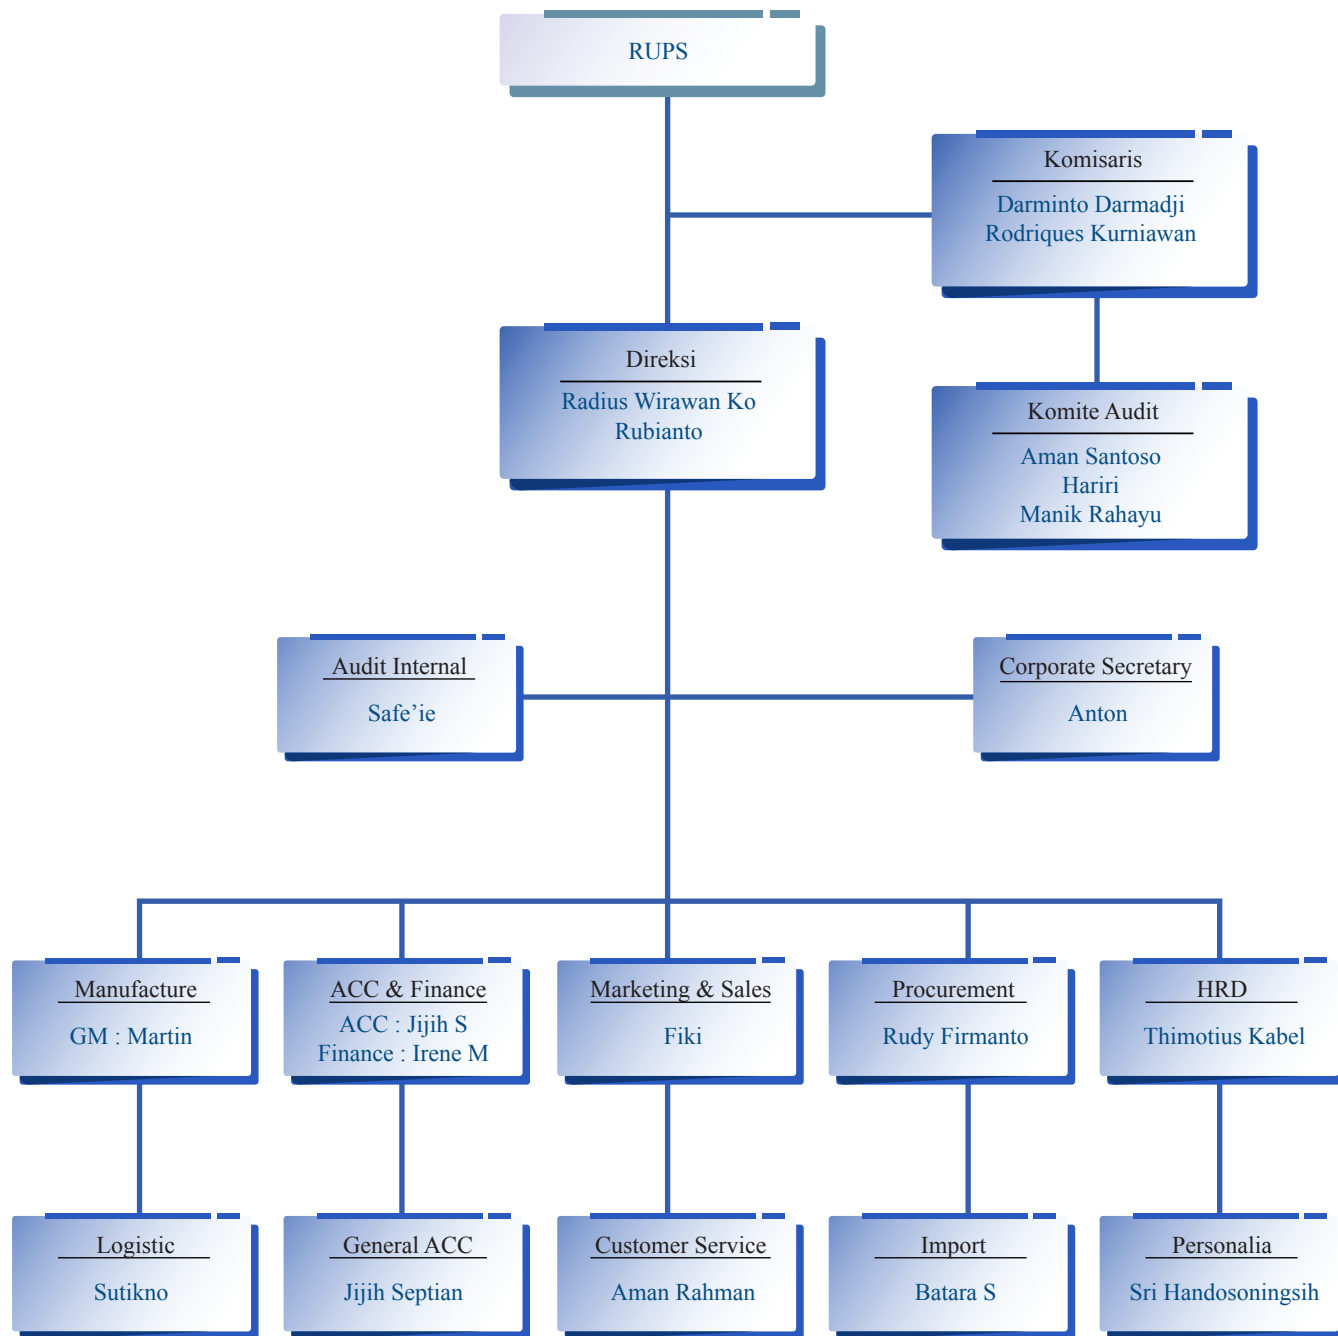 RUPS
Komisaris
Darminto Darmadji
Rodriques Kurniawan
Direksi
Radius Wirawan Ko
Rubianto
Komite Audit
Aman Santoso
Hariri
Manik Rahayu
Audit Internal
Safe’ie
Corporate Secretary
Anton
Manufacture
GM : Martin
ACC & Finance
ACC : Jijih S
Finance : Irene M
Marketing & Sales
Fiki
Procurement
Rudy Firmanto
HRD
Thimotius Kabel
Logistic
Sutikno
General ACC
Jijih Septian
Customer Service
Aman Rahman
Import
Batara S
Personalia
Sri Handosoningsih